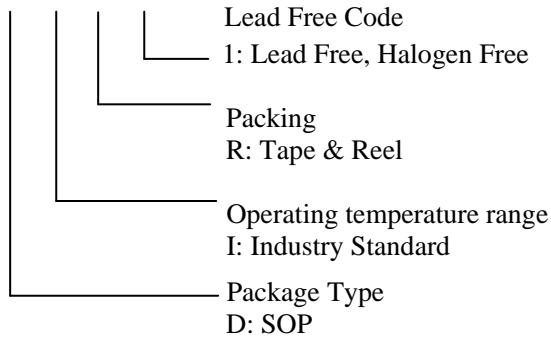 Lead Free Code
1: Lead Free, Halogen Free
Packing
R: Tape & Reel
Operating temperature range
I: Industry Standard
Package Type
D: SOP